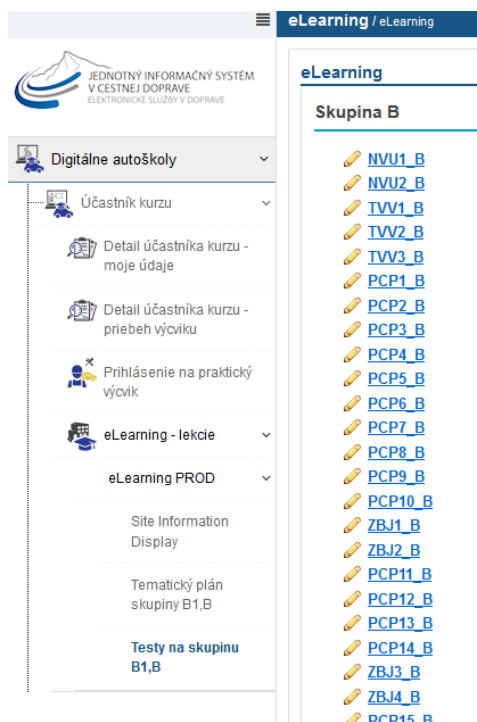 eLearning / eLearning
JEDNOTNÝ INFORMAČNÝ SYSTÉM
V CESTNEJ DOPRAVE
ELEKTRONICKÉ SLUŽBY V DOPRAVE
Digitálne autoškoly
Účastník kurzu
Detail účastníka kurzu -
moje údaje
Detail účastníka kurzu -
priebeh výcviku
Prihlásenie na praktický
výcvik
eLearning - lekcie
eLearning PROD
Site Information
Display
Tematický plán
skupiny B1,B
Testy na skupinu
B1,B
eLearning
Skupina B
NVU1_B
NVU2_B
TVV1_B
TVV2_B
TVV3_B
PCP1_B
PCP2_B
PCP3_B
PCP4_B
PCP5_B
PCP6_B
PCP7_B
PCP8_B
PCP9_B
PCP10_B
ZBJ1_B
ZBJ2_B
PCP11_B
PCP12_B
PCP13_B
PCP14_B
ZBJ3_B
ZBJ4_B
PCP15_B